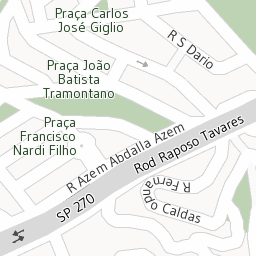 Praça Carlos
José Giglio
R S Dario
Praça João
Batista
Tramontano
Praça
Francisco
Nardi Filho
R Azem Abdalla Azem
Rod Raposo Tavares
SP 270
R Fernando
Caldas